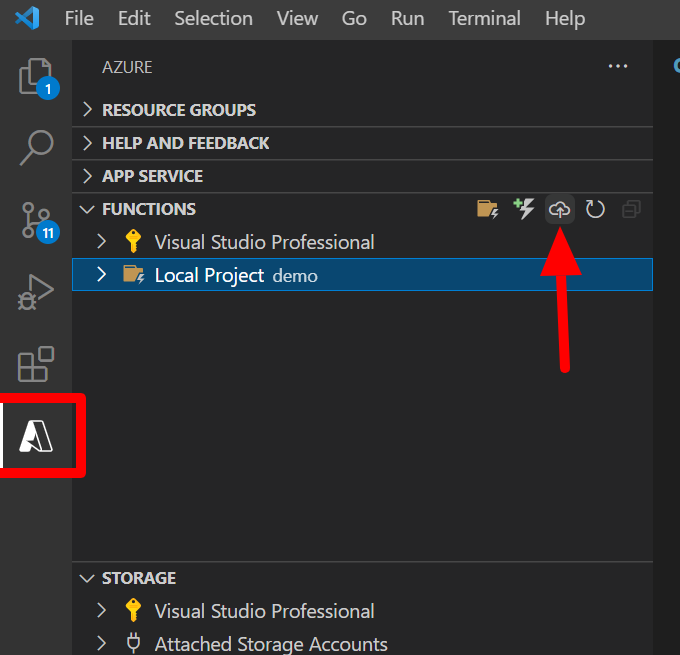 File Edit Selection View Go Run Terminal Help
AZURE
1
RESOURCE GROUPS
HELP AND FEEDBACK
APP SERVICE
FUNCTIONS
11
Visual Studio Professional
Local Project demo
STORAGE
Visual Studio Professional
Attached Storage Accounts